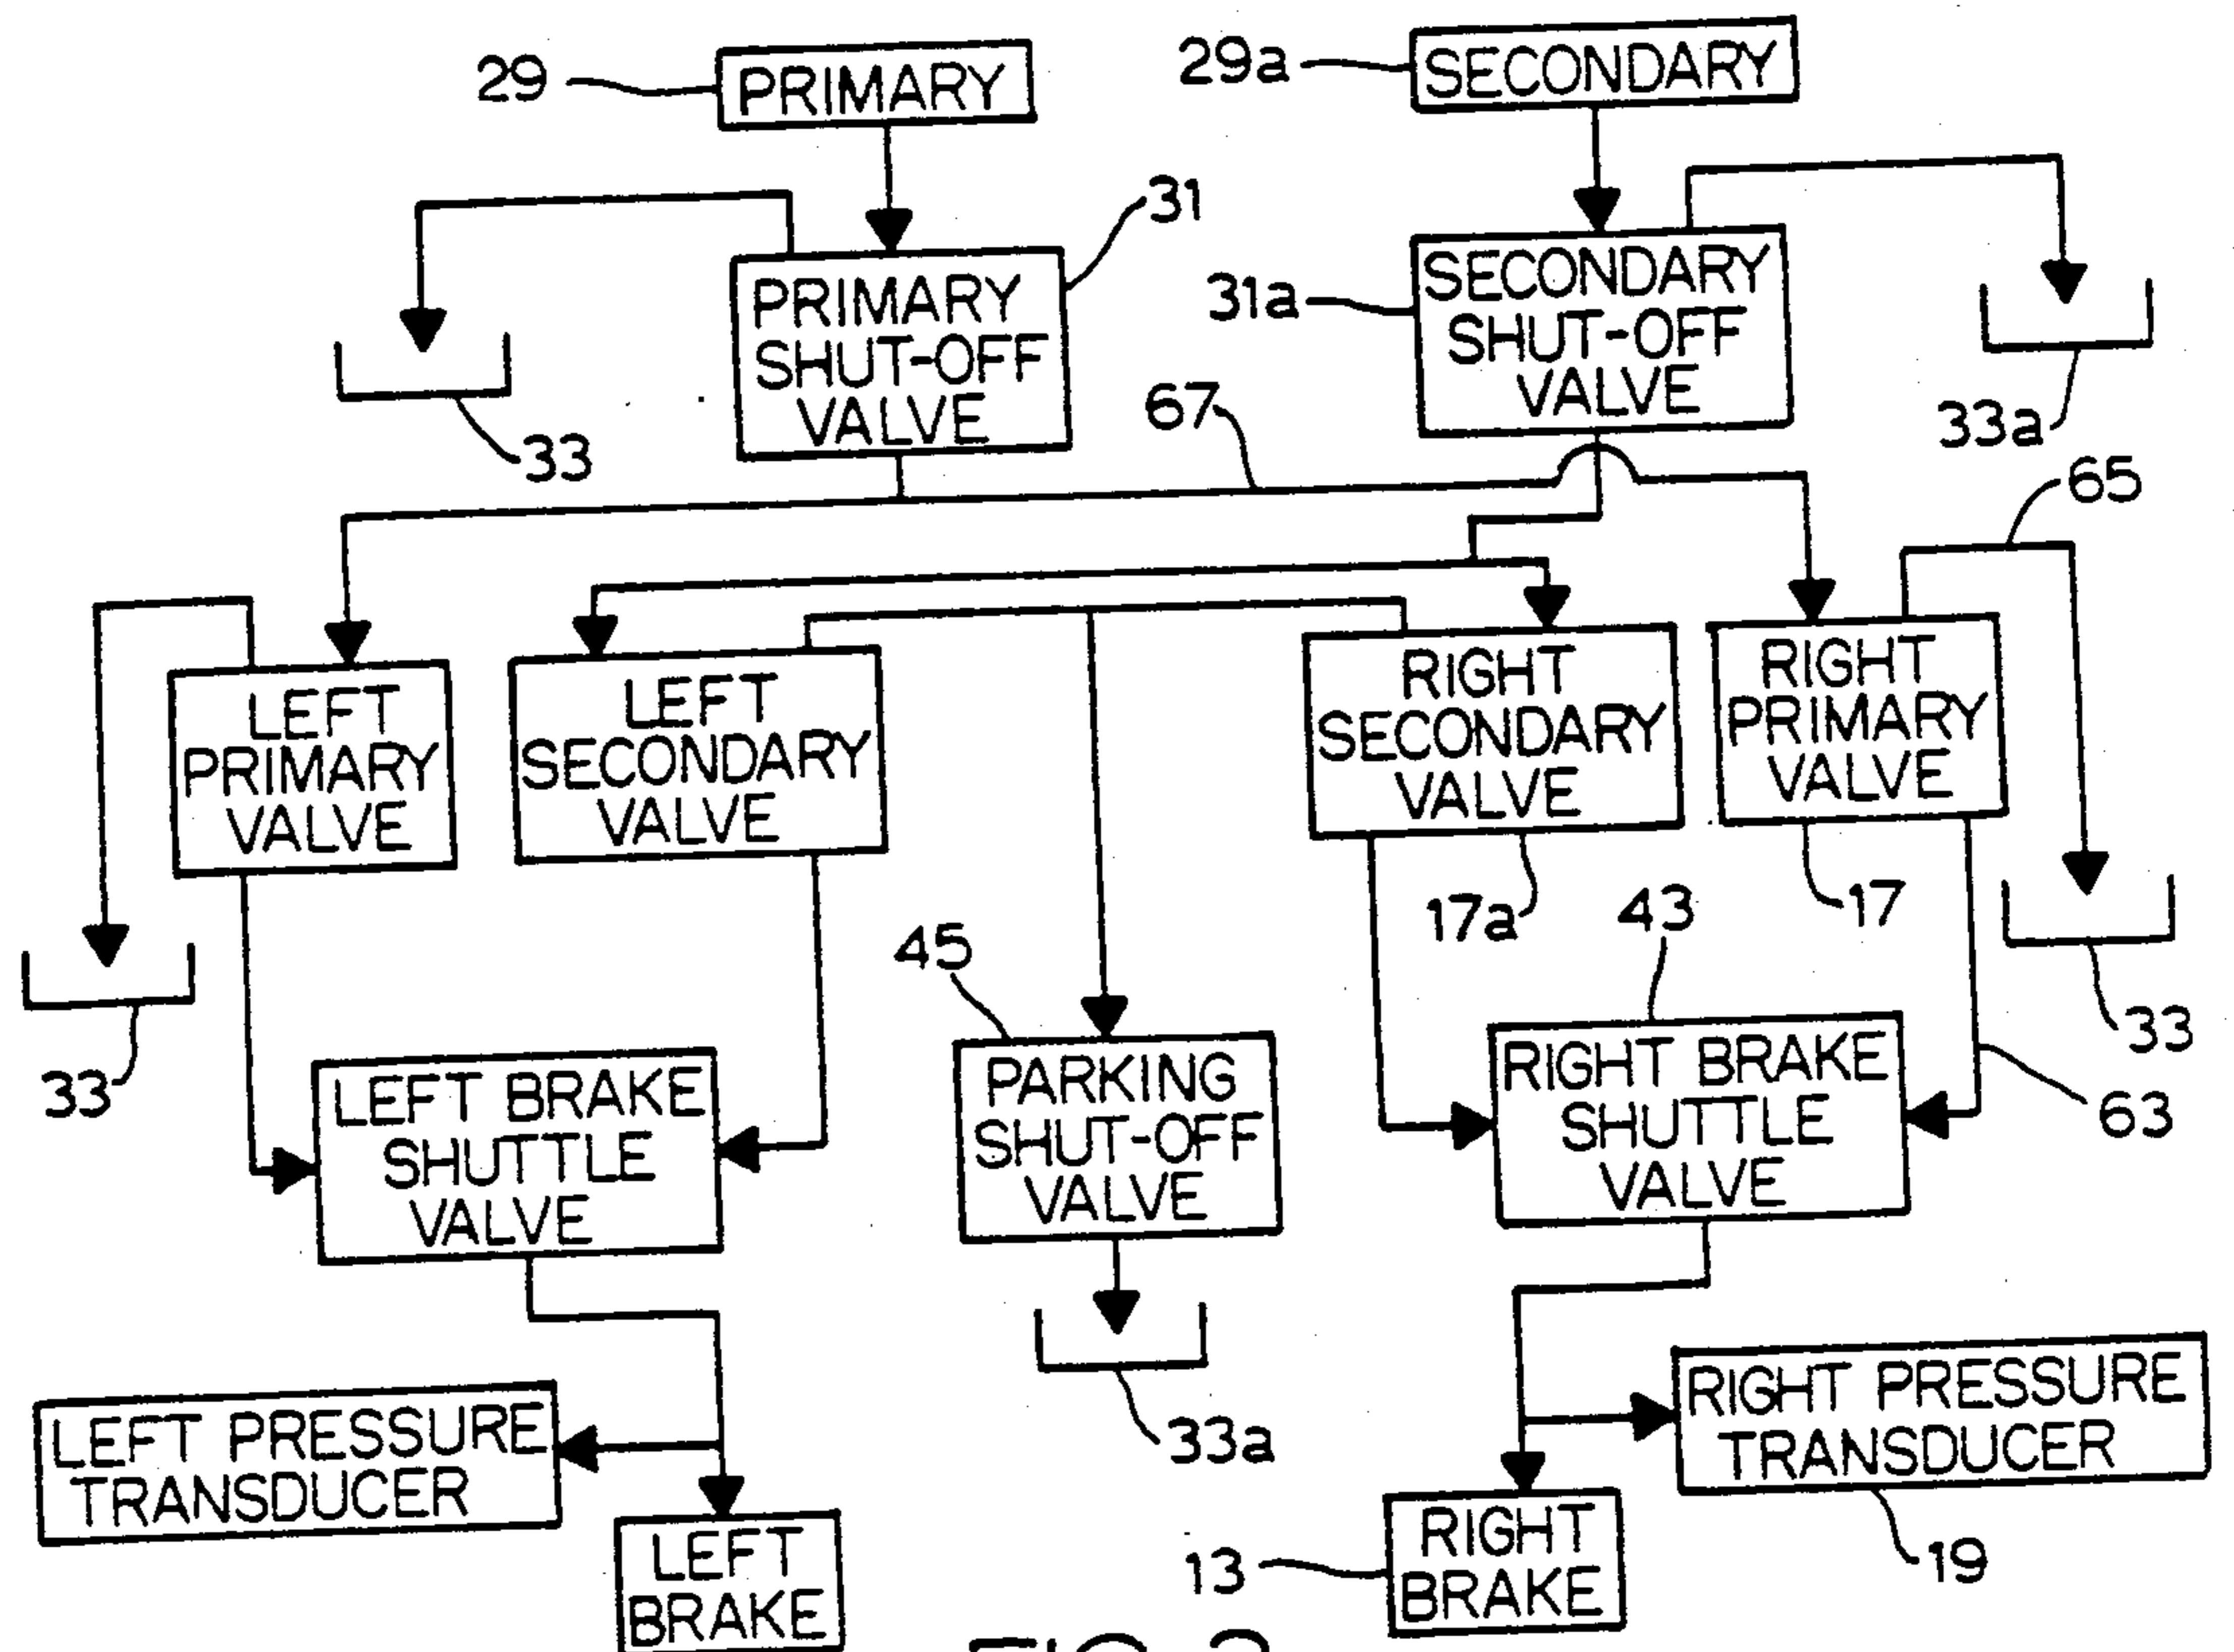 29
PRIMARY
29a
SECONDARY
31
PRIMARY
SHUT-OFF
VALVE
31a
SECONDARY
SHUT-OFF
VALVE
33
67
33a
65
LEFT
PRIMARY
VALVE
LEFT
SECONDARY
VALVE
RIGHT
SECONDARY
VALVE
RIGHT
PRIMARY
VALVE
17a
43
17
45
33
33
63
LEFT BRAKE
SHUTTLE
VALVE
PARKING
SHUT-OFF
VALVE
RIGHT BRAKE
SHUTTLE
VALVE
33a
LEFT PRESSURE
TRANSDUCER
RIGHT PRESSURE
TRANSDUCER
LEFT
BRAKE
13
RIGHT
BRAKE
19